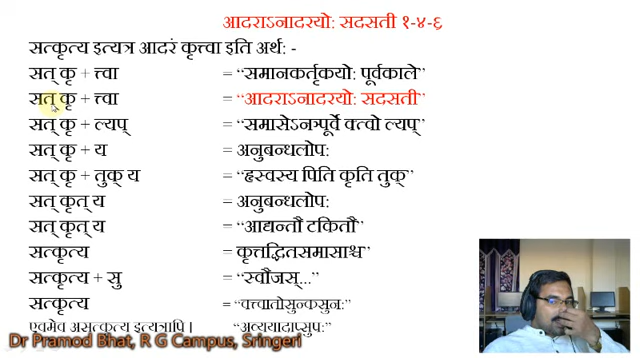 आदराऽनादरयो: सदसती १-४-६
सत्कृत्य इत्यत्र आदरं कृत्त्वा इति अर्थ: -
सत् कृ + त्त्वा = “समानकर्तृकयो: पूर्वकाले”
सत् कृ + त्त्वा = “आदराऽनादरयो: सदसती”
सत् कृ + ल्यप् = “समासेऽनञपूर्वे क्त्वो ल्यप्”
सत् कृ + य = अनुबन्धलोप:
सत् कृ + तुक् य = “हृस्वस्य पिति कृति तुक्”
सत् कृत् य = अनुबन्धलोप:
सत् कृत् य = “आद्यन्तौ टकितौ”
सत्कृत्य = कृत्तद्धितसमासाश्च”
सत्कृत्य + सु = “स्वौजस्...”
सत्कृत्य = “क्त्वातोसुन्कसुन:”
एवमेव असत्कृत्य इत्यत्रापि । “अव्ययादाप्सुप:”
Dr Pramod Bhat, R G Campus, Sringeri